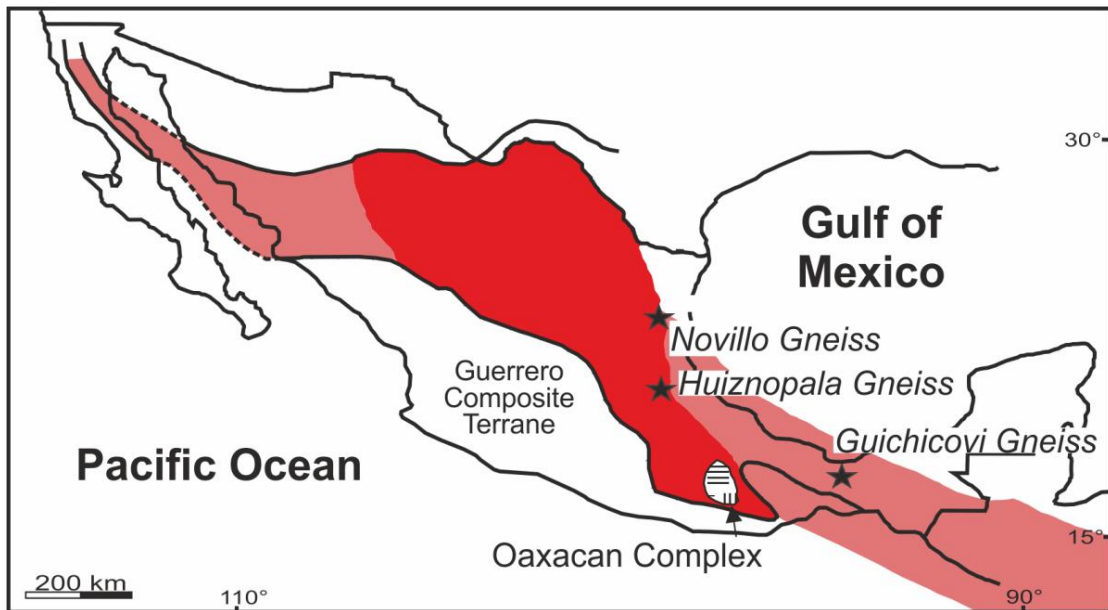 30°
Gulf of
Mexico
Novillo Gneiss
Guerrero
Composite
Terrane
Huiznopala Gneiss
Guichicovi Gneiss
Pacific Ocean
Oaxacan Complex
15°
200 km
110°
90°